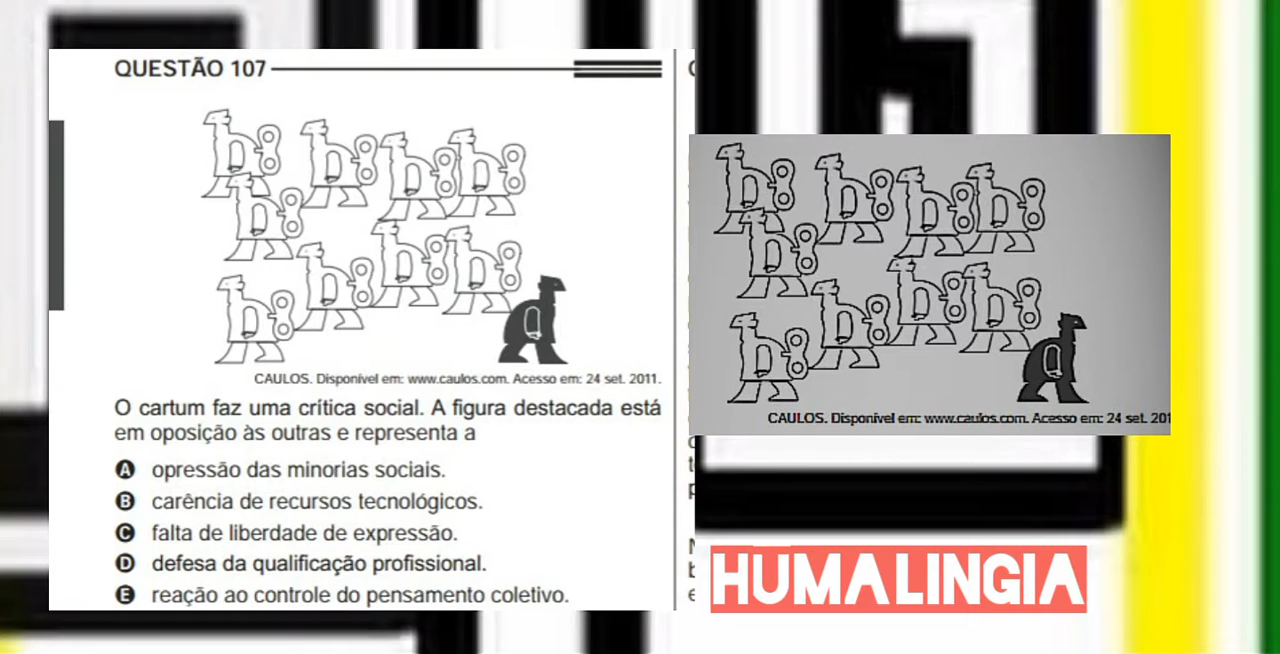 QUESTÃO 107
CAULOS. Disponível em: www.caulos.com. Acesso em: 24 set. 2011.
O cartum faz uma crítica social. A figura destacada está
em oposição às outras e representa a
A opressão das minorias sociais.
B carência de recursos tecnológicos.
C falta de liberdade de expressão.
D defesa da qualificação profissional.
E reação ao controle do pensamento coletivo.
CAULOS. Disponível em: www.caulos.com. Acesso em: 24 set. 201
HUMALINGIA